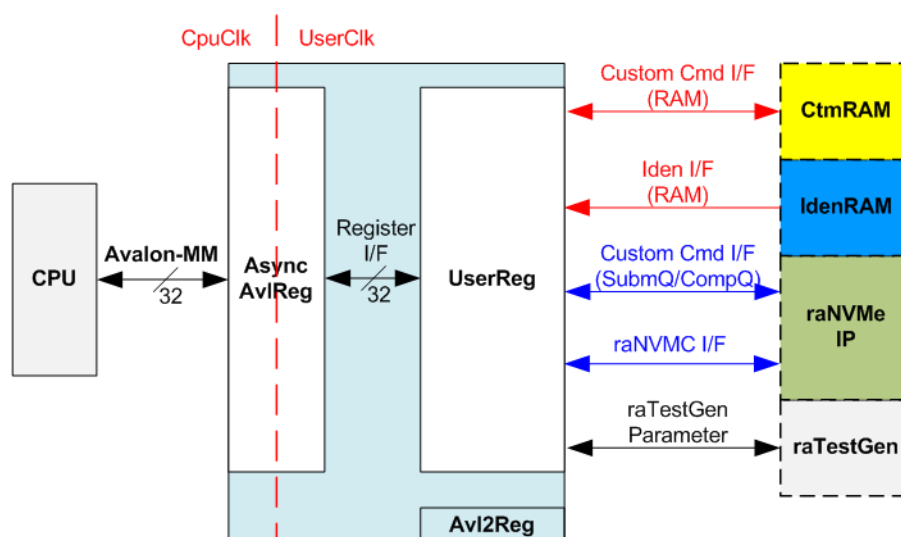 CpuClk
UserClk
Custom Cmd I/F
(RAM)
CtmRAM
Iden I/F
(RAM)
IdenRAM
CPU
Avalon-MM
32
Async
AvlReg
Register
I/F
32
UserReg
Custom Cmd I/F
(SubmQ/CompQ)
raNVMe
IP
raNVMC I/F
raTestGen
Parameter
raTestGen
Avl2Reg